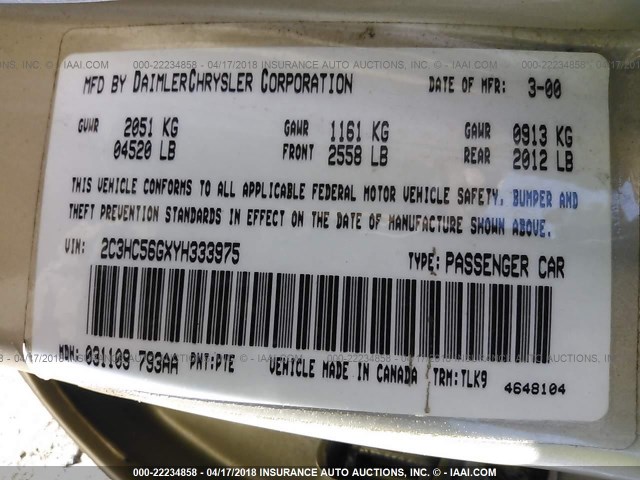 000-22234858 - 04/17/2018 INSURANCE AUTO AUCTIONS, INC. - © IAAI.COM
MFD BY DAIMLERCHRYSLER CORPORATION DATE OF MFR: 3-00
GVWR 2051 KG GAWR 1161 KG GAWR 0913 KG
04520 LB FRONT 2558 LB REAR 2012 LB
THIS VEHICLE CONFORMS TO ALL APPLICABLE FEDERAL MOTOR VEHICLE SAFETY, BUMPER AND
THEFT PREVENTION STANDARDS IN EFFECT ON THE DATE OF MANUFACTURE SHOWN ABOVE.
VIN: 2C3HC56GXYH333975 TYPE: PASSENGER CAR
MDH: 031109 793AA PNT:PTE VEHICLE MADE IN CANADA TRM:TLK9
4648104
000-22234858 - 04/17/2018 INSURANCE AUTO AUCTIONS, INC. - © IAAI.COM